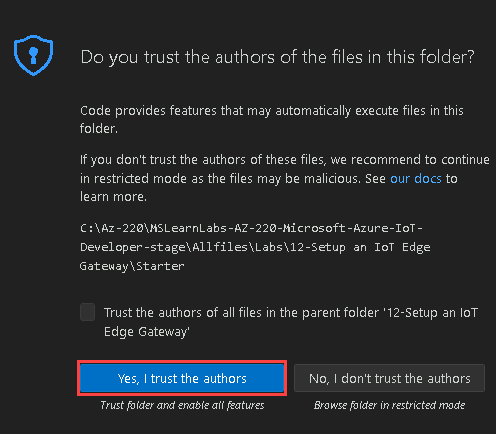 Do you trust the authors of the files in this folder?
Code provides features that may automatically execute files in this
folder.
If you don't trust the authors of these files, we recommend to continue
in restricted mode as the files may be malicious. See our docs to
learn more.
C:\Az-220\MSLearnLabs-AZ-220-Microsoft-Azure-IoT-
Developer-stage\Allfiles\Labs\12-Setup an IoT Edge
Gateway\Starter
Trust the authors of all files in the parent folder '12-Setup an IoT
Edge Gateway'
Yes, I trust the authors
No, I don't trust the authors
Trust folder and enable all features
Browse folder in restricted mode